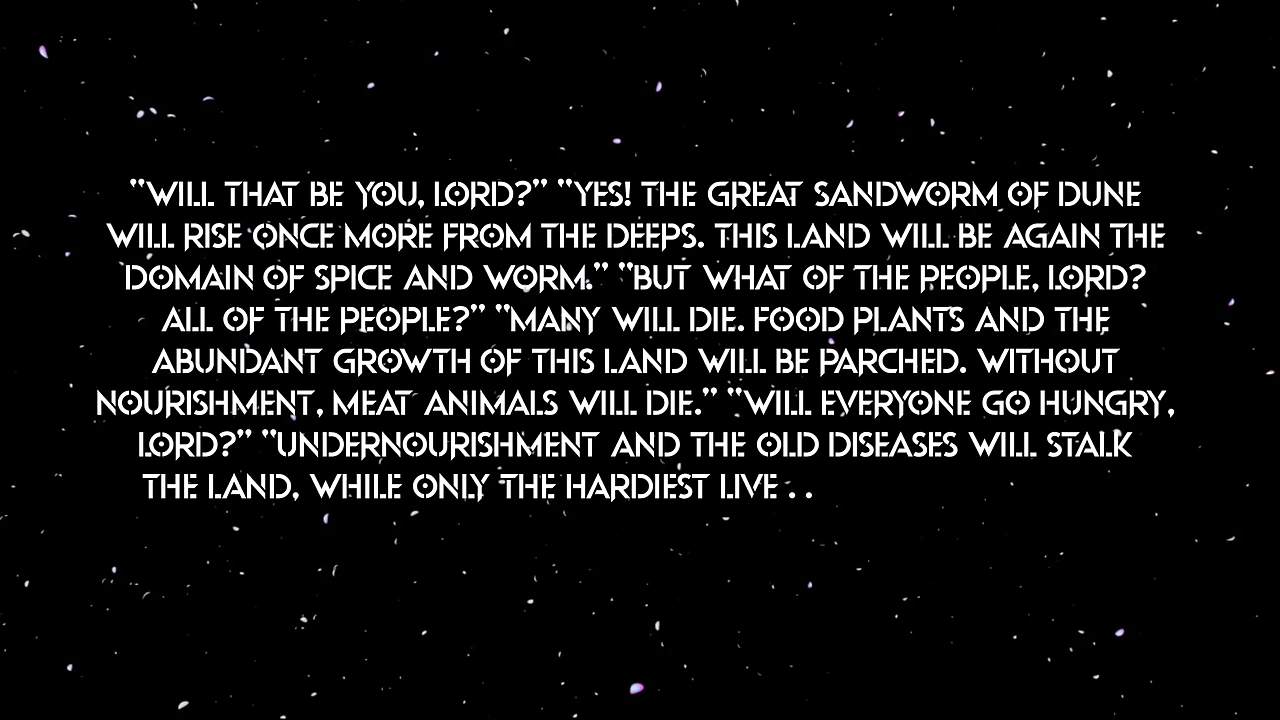 “WILL THAT BE YOU, LORD?” “YES! THE GREAT SANDWORM OF DUNE
WILL RISE ONCE MORE FROM THE DEEPS. THIS LAND WILL BE AGAIN THE
DOMAIN OF SPICE AND WORM.” “BUT WHAT OF THE PEOPLE, LORD?
ALL OF THE PEOPLE?” “MANY WILL DIE. FOOD PLANTS AND THE
ABUNDANT GROWTH OF THIS LAND WILL BE PARCHED. WITHOUT
NOURISHMENT, MEAT ANIMALS WILL DIE.” “WILL EVERYONE GO HUNGRY,
LORD?” “UNDERNOURISHMENT AND THE OLD DISEASES WILL STALK
THE LAND, WHILE ONLY THE HARDIEST LIVE . .